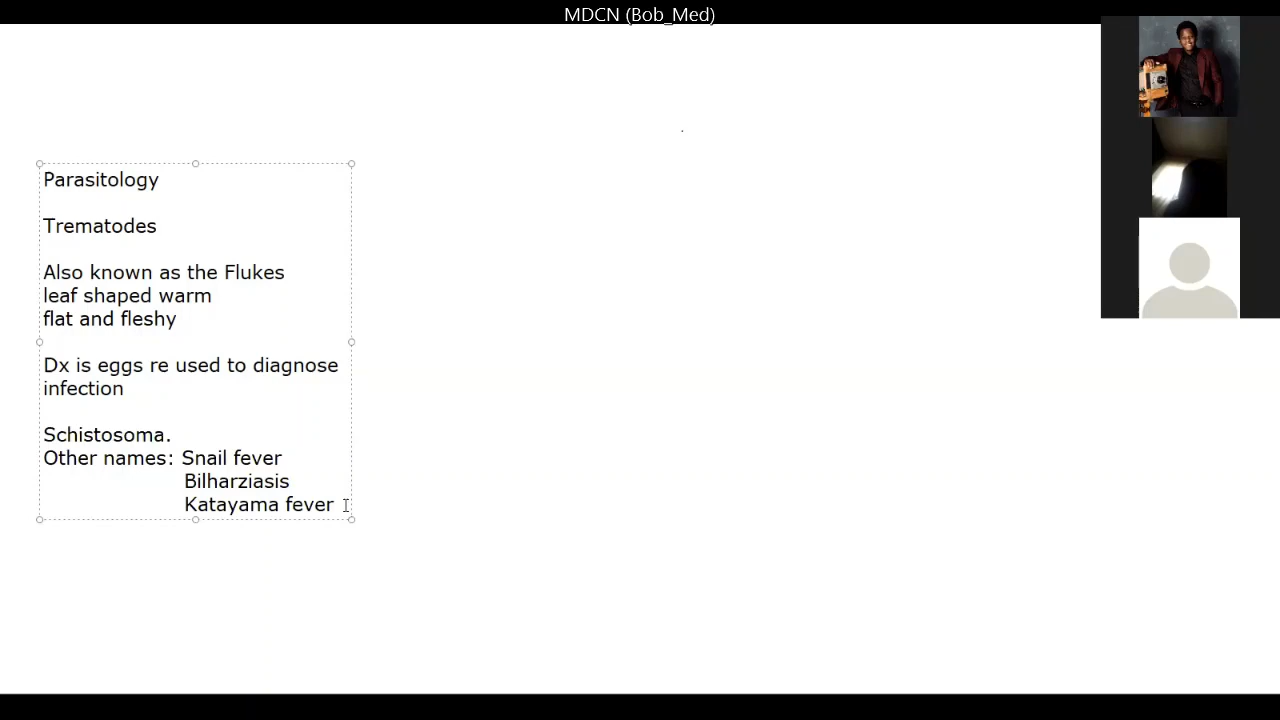 MDCN (Bob_Med)
Parasitology
Trematodes
Also known as the Flukes
leaf shaped warm
flat and fleshy
Dx is eggs re used to diagnose
infection
Schistosoma.
Other names: Snail fever
Bilharziasis
Katayama fever